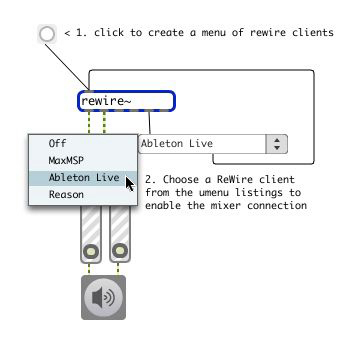 < 1. click to create a menu of rewire clients
rewire~
Off
MaxMSP
Ableton Live
Reason
Ableton Live
2. Choose a ReWire client
from the umenu listings to
enable the mixer connection